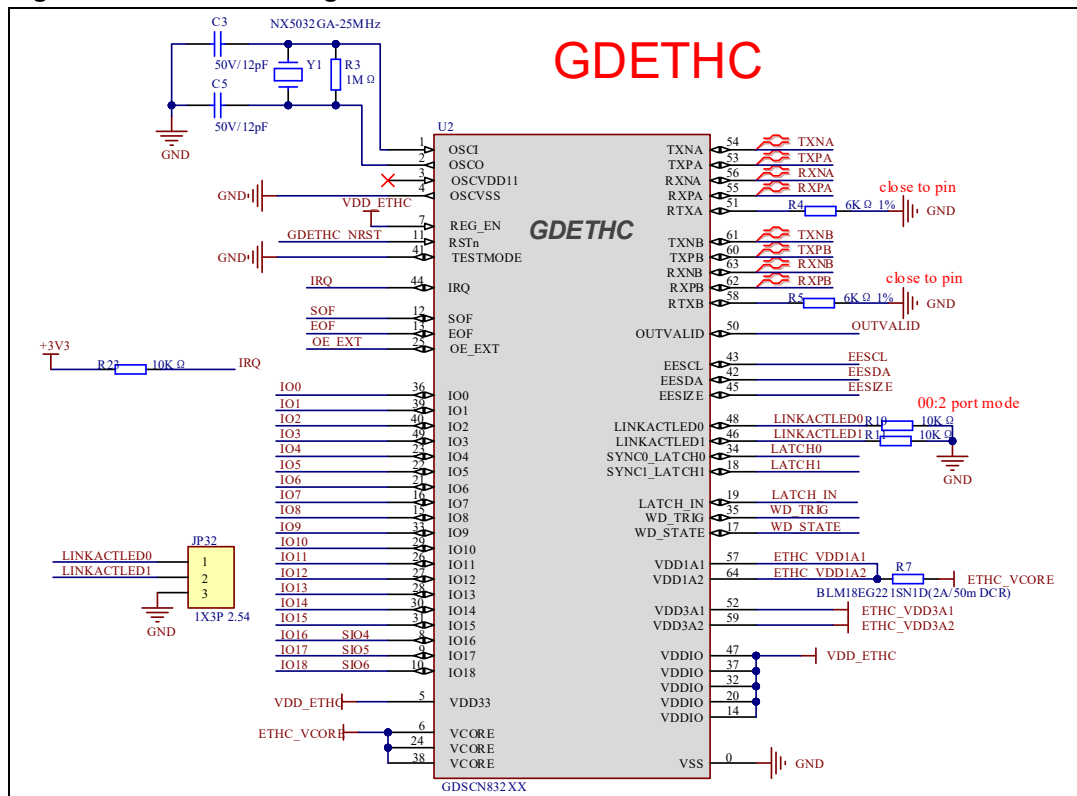 C3
NX5032GA-25MHz
50V/12pF
Y1
R3
1MΩ
C5
50V/12pF
GND
GDETHC
U2
1 OSCI
2 OSCO
3 OSCVDD11
4 OSCVSS
GND
VDD_ETHC
7 REG_EN
GDETHC_NRST 11 RSTn
GND 41 TESTMODE
IRQ 44 IRQ
SOF 12 SOF
EOF 13 EOF
OE_EXT 25 OE_EXT
+3V3
R23 10KΩ IRQ
IO0 36 IO0
IO1 39 IO1
IO2 40 IO2
IO3 49 IO3
IO4 23 IO4
IO5 22 IO5
IO6 21 IO6
IO7 16 IO7
IO8 15 IO8
IO9 33 IO9
IO10 29 IO10
IO11 26 IO11
IO12 27 IO12
IO13 28 IO13
IO14 30 IO14
IO15 31 IO15
IO16 SIO4 8 IO16
IO17 SIO5 9 IO17
IO18 SIO6 10 IO18
JP32
LINKACTLED0 1
LINKACTLED1 2
3
GND
1X3P 2.54
VDD_ETHC 5 VDD33
ETHC_VCORE 6 VCORE
24 VCORE
38 VCORE
GDETHC
TXNA 54 TXNA
TXPA 53 TXPA
RXNA 56 RXNA
RXPA 55 RXPA
close to pin
RTXA 51 R4 6KΩ 1% GND
TXNB 61 TXNB
TXPB 60 TXPB
RXNB 63 RXNB
RXPB 62 RXPB
close to pin
RTXB 58 R5 6KΩ 1% GND
OUTVALID 50 OUTVALID
EESCL 43 EESCL
EESDA 42 EESDA
EESIZE 45 EESIZE
00:2 port mode
LINKACTLED0 48 LINKACTLED0 R10 10KΩ
LINKACTLED1 46 LINKACTLED1 R11 10KΩ
SYNC0_LATCH0 34 LATCH0
SYNC1_LATCH1 18 LATCH1
GND
LATCH_IN 19 LATCH_IN
WD_TRIG 35 WD_TRIG
WD_STATE 17 WD_STATE
VDD1A1 57 ETHC_VDD1A1
VDD1A2 64 ETHC_VDD1A2 R7 ETHC_VCORE
BLM18EG221SN1D(2A/50m DCR)
VDD3A1 52 ETHC_VDD3A1
VDD3A2 59 ETHC_VDD3A2
VDDIO 47 VDD_ETHC
VDDIO 37
VDDIO 32
VDDIO 20
VDDIO 14
VSS 0 GND
GDSCN832XX